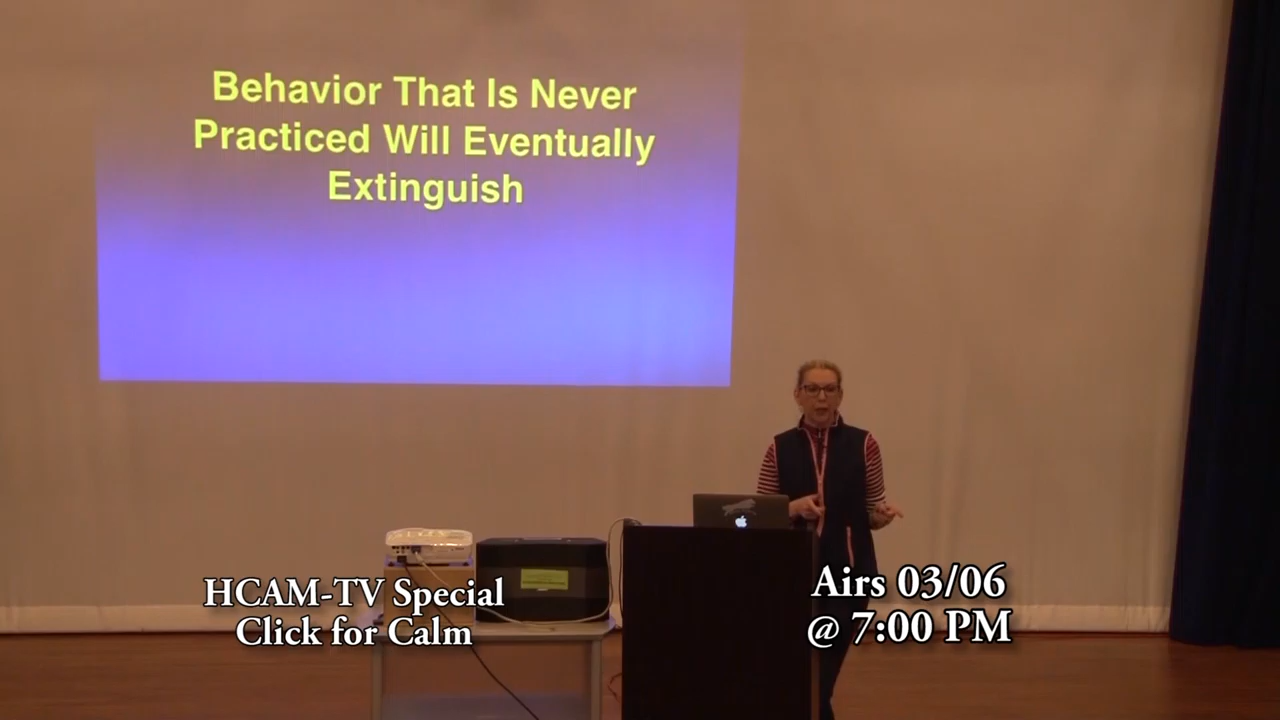 Behavior That Is Never
Practiced Will Eventually
Extinguish
HCAM-TV Special
Click for Calm
Airs 03/06
@ 7:00 PM